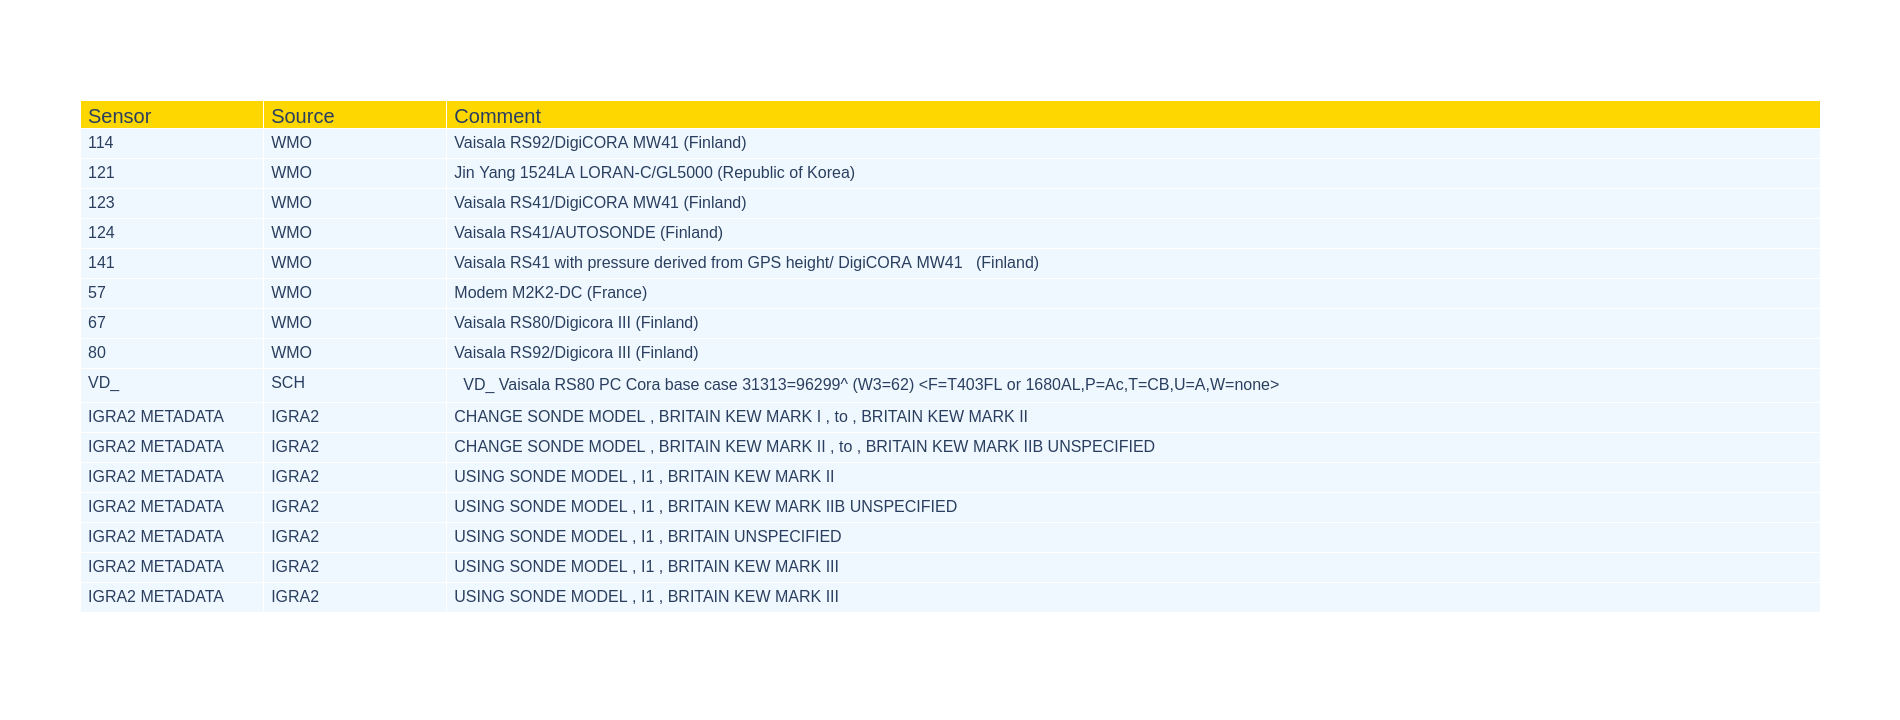 Sensor Source Comment
114 WMO Vaisala RS92/DigiCORA MW41 (Finland)
121 WMO Jin Yang 1524LA LORAN-C/GL5000 (Republic of Korea)
123 WMO Vaisala RS41/DigiCORA MW41 (Finland)
124 WMO Vaisala RS41/AUTOSONDE (Finland)
141 WMO Vaisala RS41 with pressure derived from GPS height/ DigiCORA MW41 (Finland)
57 WMO Modem M2K2-DC (France)
67 WMO Vaisala RS80/Digicora III (Finland)
80 WMO Vaisala RS92/Digicora III (Finland)
VD_ SCH VD_ Vaisala RS80 PC Cora base case 31313=96299^ (W3=62) <F=T403FL or 1680AL,P=Ac,T=CB,U=A,W=none>
IGRA2 METADATA IGRA2 CHANGE SONDE MODEL , BRITAIN KEW MARK I , to , BRITAIN KEW MARK II
IGRA2 METADATA IGRA2 CHANGE SONDE MODEL , BRITAIN KEW MARK II , to , BRITAIN KEW MARK IIB UNSPECIFIED
IGRA2 METADATA IGRA2 USING SONDE MODEL , I1 , BRITAIN KEW MARK II
IGRA2 METADATA IGRA2 USING SONDE MODEL , I1 , BRITAIN KEW MARK IIB UNSPECIFIED
IGRA2 METADATA IGRA2 USING SONDE MODEL , I1 , BRITAIN UNSPECIFIED
IGRA2 METADATA IGRA2 USING SONDE MODEL , I1 , BRITAIN KEW MARK III
IGRA2 METADATA IGRA2 USING SONDE MODEL , I1 , BRITAIN KEW MARK III